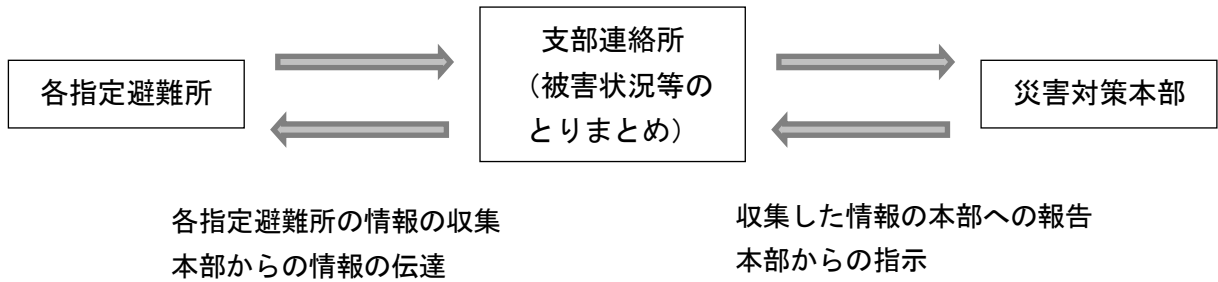 各指定避難所
支部連絡所
（被害状況等の
とりまとめ）
災害対策本部
各指定避難所の情報の収集
本部からの情報の伝達
収集した情報の本部への報告
本部からの指示